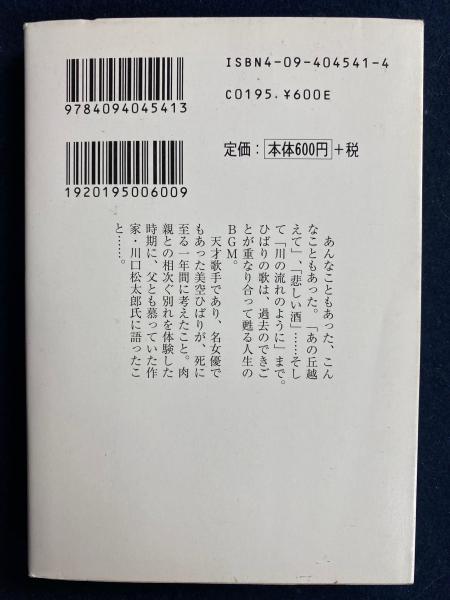 ISBN4-09-404541-4
C0195 ¥600E
定価：本体600円＋税
9784094045413
1920195006009
あんなこともあった、こん
なこともあった。「あの丘越
えて」、「悲しい酒」……そし
て「川の流れのように」まで。
ひばりの歌は、過去のできご
とが重なり合って甦る人生の
BGM。
天才歌手であり、名女優で
もあった美空ひばりが、死に
至る一年間に考えたこと。肉
親との相次ぐ別れを体験した
時期に、父とも慕っていた作
家・川口松太郎氏に語ったこ
と……。